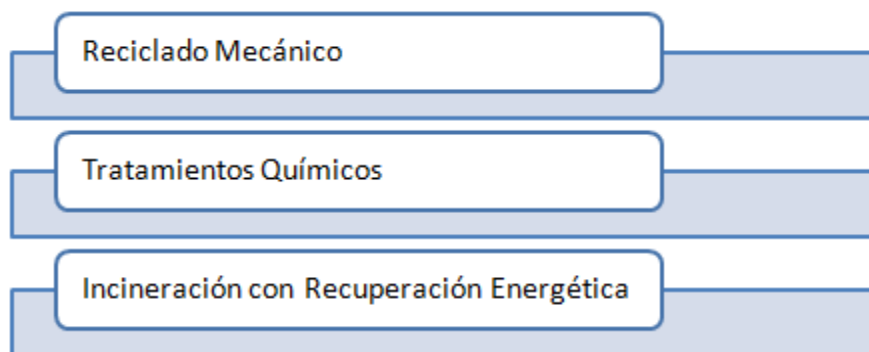 Reciclado Mecánico
Tratamientos Químicos
Incineración con Recuperación Energética